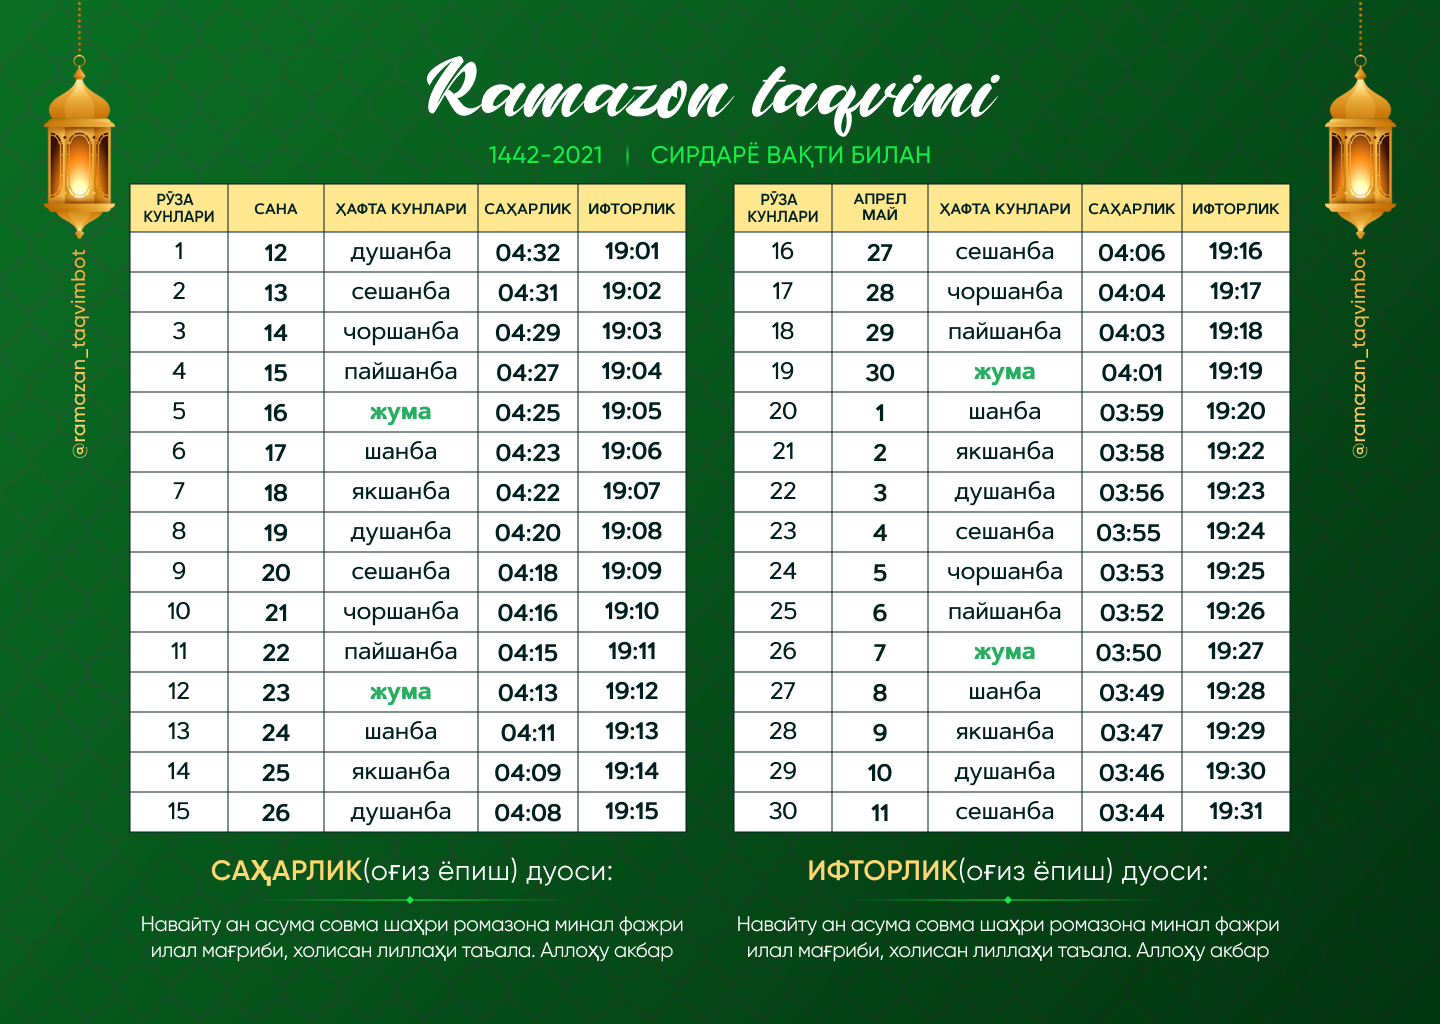 Ramazon taqvimi
1442-2021 | СИРДАРЁ ВАҚТИ БИЛАН
@ramazan_taqvimbot
РЎЗА КУНЛАРИ САНА ҲАФТА КУНЛАРИ САҲАРЛИК ИФТОРЛИК
1 12 душанба 04:32 19:01
2 13 сешанба 04:31 19:02
3 14 чоршанба 04:29 19:03
4 15 пайшанба 04:27 19:04
5 16 жума 04:25 19:05
6 17 шанба 04:23 19:06
7 18 якшанба 04:22 19:07
8 19 душанба 04:20 19:08
9 20 сешанба 04:18 19:09
10 21 чоршанба 04:16 19:10
11 22 пайшанба 04:15 19:11
12 23 жума 04:13 19:12
13 24 шанба 04:11 19:13
14 25 якшанба 04:09 19:14
15 26 душанба 04:08 19:15
РЎЗА КУНЛАРИ АПРЕЛ МАЙ ҲАФТА КУНЛАРИ САҲАРЛИК ИФТОРЛИК
16 27 сешанба 04:06 19:16
17 28 чоршанба 04:04 19:17
18 29 пайшанба 04:03 19:18
19 30 жума 04:01 19:19
20 1 шанба 03:59 19:20
21 2 якшанба 03:58 19:22
22 3 душанба 03:56 19:23
23 4 сешанба 03:55 19:24
24 5 чоршанба 03:53 19:25
25 6 пайшанба 03:52 19:26
26 7 жума 03:50 19:27
27 8 шанба 03:49 19:28
28 9 якшанба 03:47 19:29
29 10 душанба 03:46 19:30
30 11 сешанба 03:44 19:31
@ramazan_taqvimbot
САҲАРЛИК(оғиз ёпиш) дуоси:
Навайту ан асума совма шаҳри ромазона минал фажри
илал мағриби, холисан лиллаҳи таъала. Аллоҳу акбар
ИФТОРЛИК(оғиз ёпиш) дуоси:
Навайту ан асума совма шаҳри ромазона минал фажри
илал мағриби, холисан лиллаҳи таъала. Аллоҳу акбар